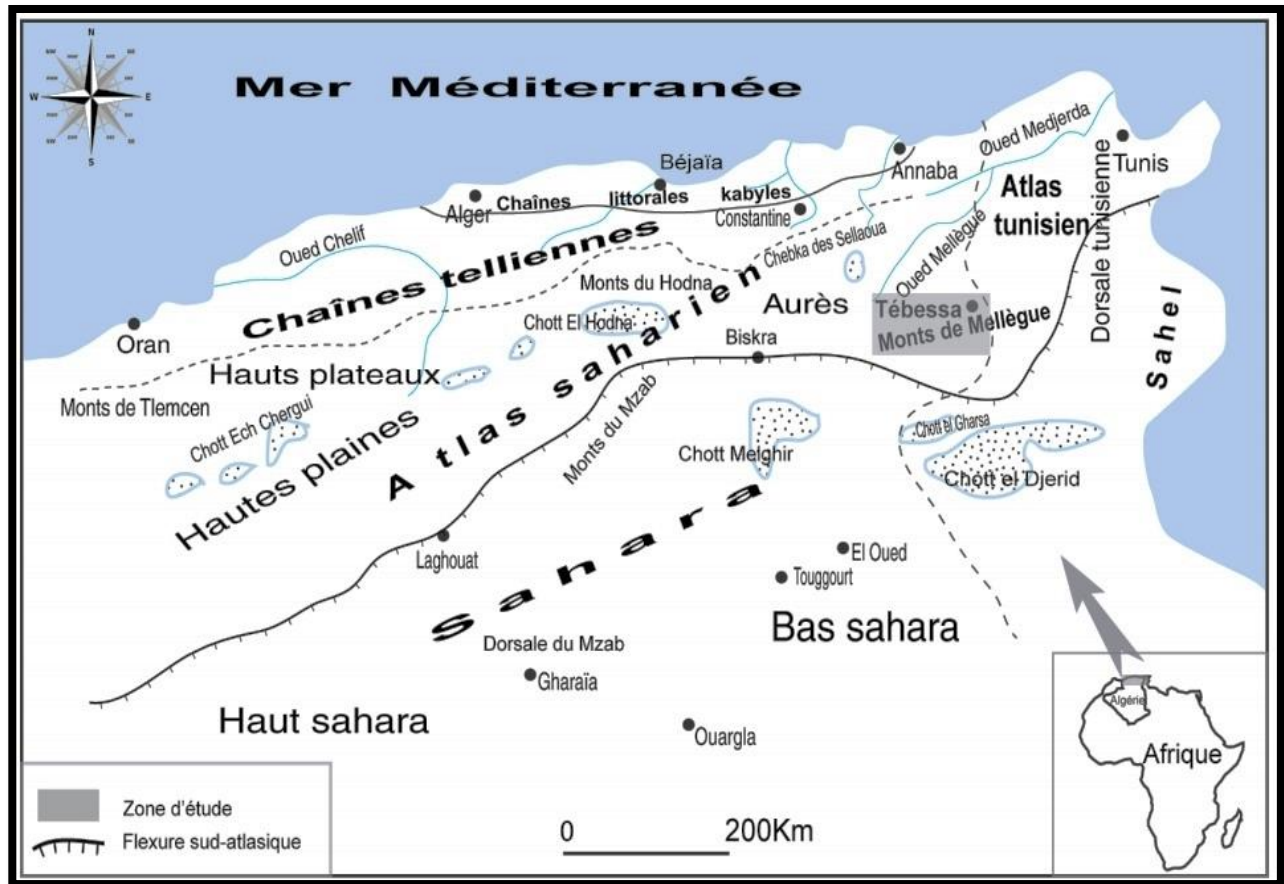 N
W
E
S
Mer Méditerranée
Oued Medjerda
Tunis
Annaba
Béjaïa
Alger
Chaînes littorales kabyles
Constantine
Atlas
tunisien
Dorsale tunisienne
Oued Chelif
Chaînes telliennes
Chebka des Sellaoua
Oued Mellègue
Monts du Hodna
Chott El Hodna
Aurès
Tébessa
Monts de Mellègue
Sahel
Oran
Biskra
Hauts plateaux
Monts de Tlemcen
Atlas saharien
Monts du Mzab
Chott Ech Chergui
Hautes plaines
Chott el Gharsa
Chott Melghir
Chott el Djerid
Laghouat
Sahara
El Oued
Touggourt
Bas sahara
Dorsale du Mzab
Gharaïa
Haut sahara
Ouargla
Algérie
Afrique
Zone d'étude
Flexure sud-atlasique
0 200Km